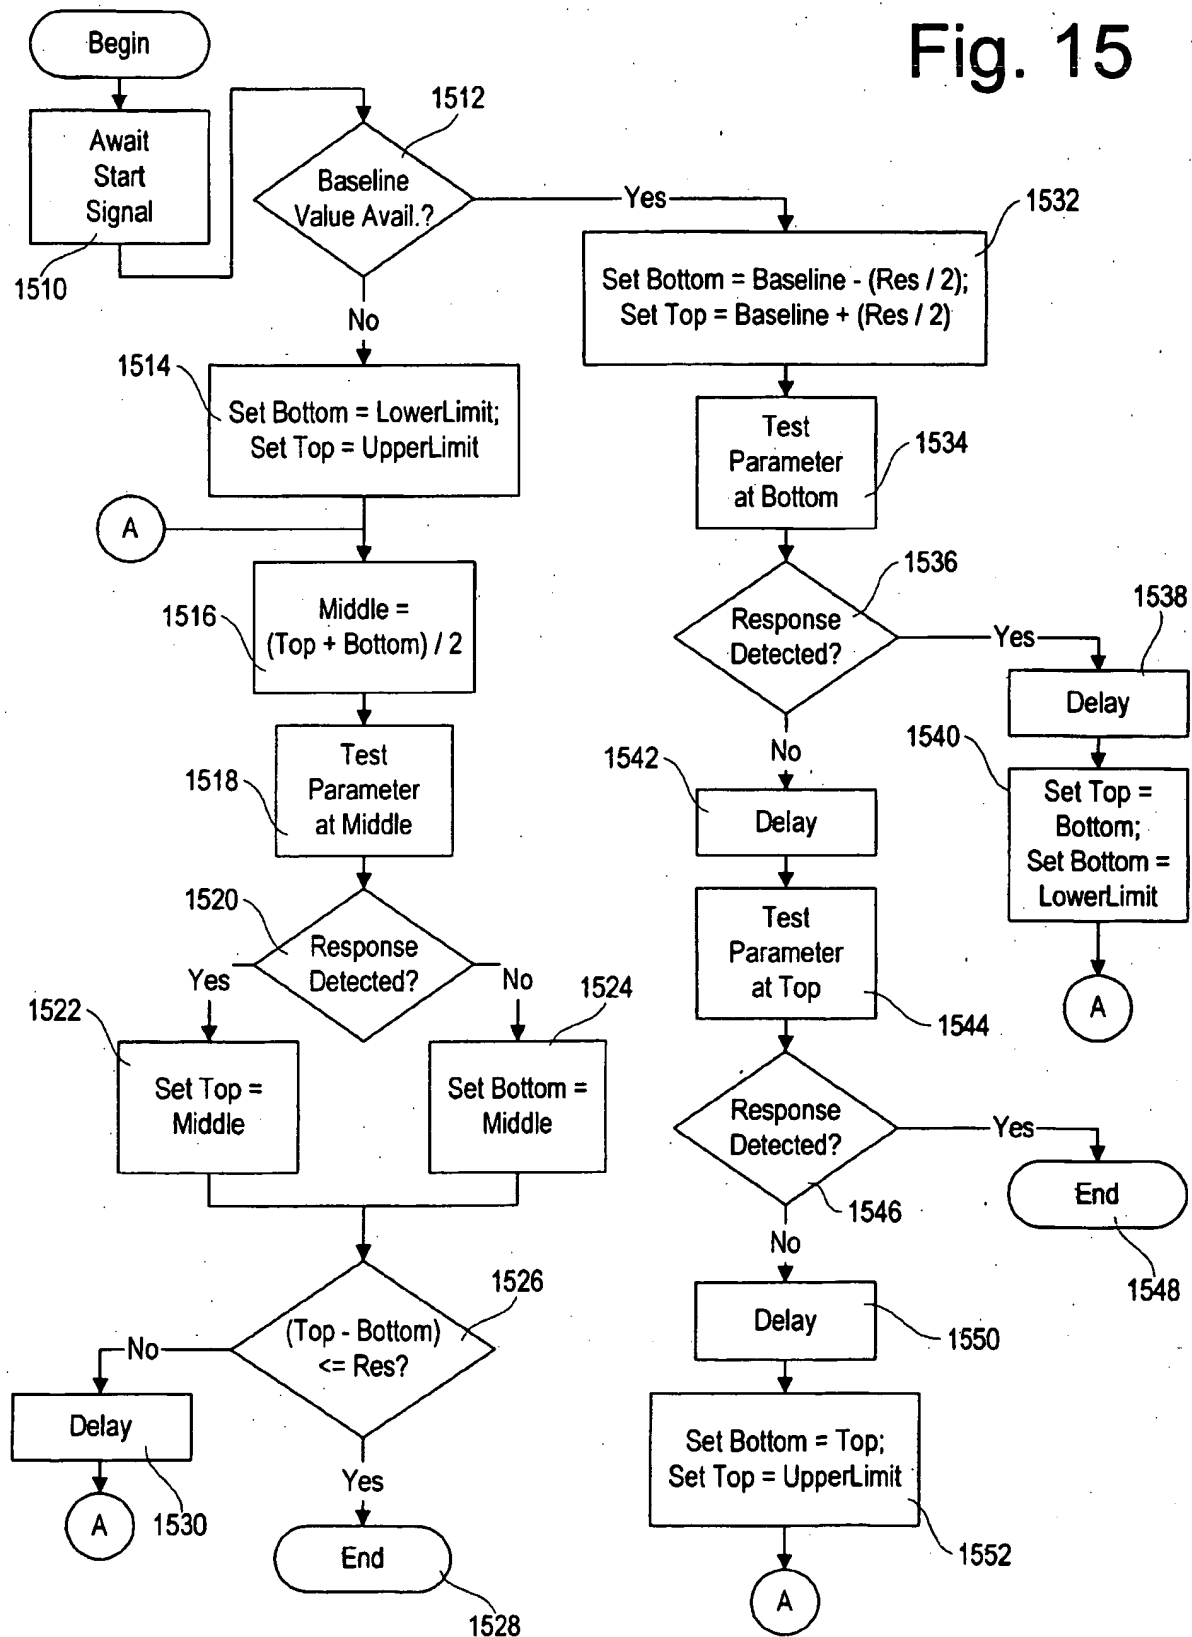 Fig. 15
Begin
Await
Start
Signal
1510
1512
Baseline
Value Avail.?
Yes
No
1514
Set Bottom = LowerLimit;
Set Top = UpperLimit
A
1516
Middle =
(Top + Bottom) / 2
1518
Test
Parameter
at Middle
1520
Response
Detected?
Yes
No
1522
Set Top =
Middle
1524
Set Bottom =
Middle
1526
(Top - Bottom)
<= Res?
No
Delay
A
1530
Yes
End
1528
1532
Set Bottom = Baseline - (Res / 2);
Set Top = Baseline + (Res / 2)
Test
Parameter
at Bottom
1534
1536
Response
Detected?
Yes
1538
Delay
1540
Set Top =
Bottom;
Set Bottom =
LowerLimit
A
No
1542
Delay
Test
Parameter
at Top
1544
Response
Detected?
1546
Yes
End
1548
No
Delay
1550
Set Bottom = Top;
Set Top = UpperLimit
1552
A